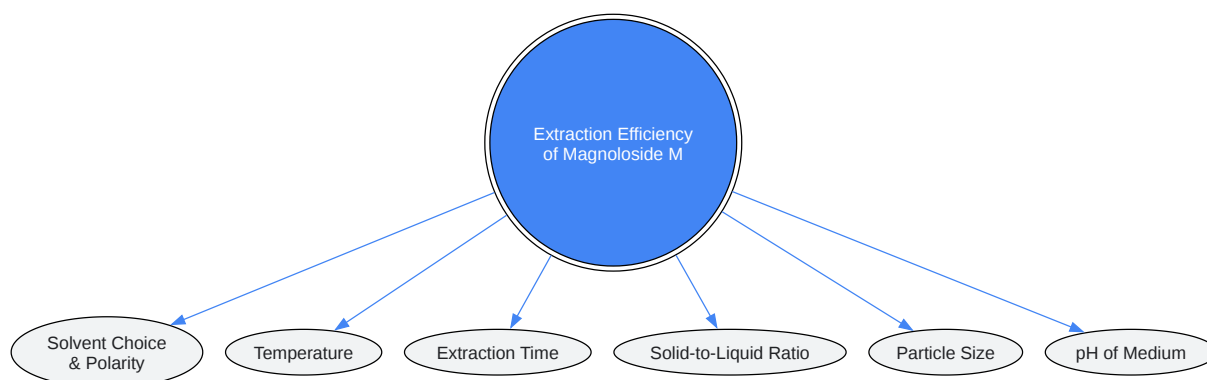 Extraction Efficiency
of Magnoloside M
Solvent Choice
& Polarity
Temperature
Extraction Time
Solid-to-Liquid Ratio
Particle Size
pH of Medium